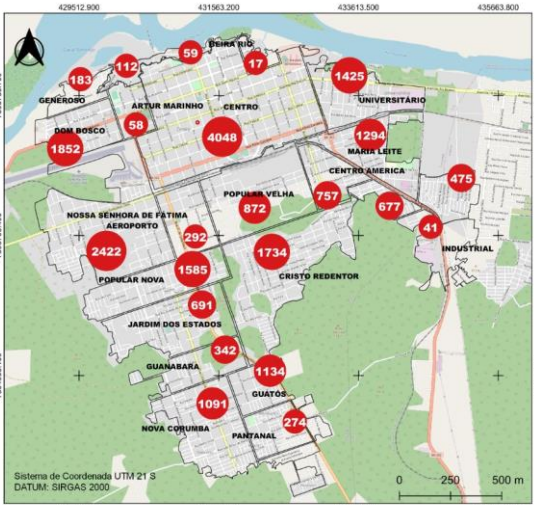 429512.900 431563.200 433613.500 435663.800
BEIRA RIO
59
17
112
183
1425
GENEROSO
ARTUR MARINHO
CENTRO
UNIVERSITÁRIO
58
DOM BOSCO
4048
1294
1852
MARIA LEITE
CENTRO AMERICA
475
POPULAR VELHA
757
677
872
NOSSA SENHORA DE FÁTIMA
AEROPORTO
41
292
2422
1734
INDUSTRIAL
1585
POPULAR NOVA
CRISTO REDENTOR
691
JARDIM DOS ESTADOS
342
GUANABARA
1134
GUATÓS
1091
274
NOVA CORUMBA
PANTANAL
Sistema de Coordenada UTM 21 S
DATUM: SIRGAS 2000
0 250 500 m